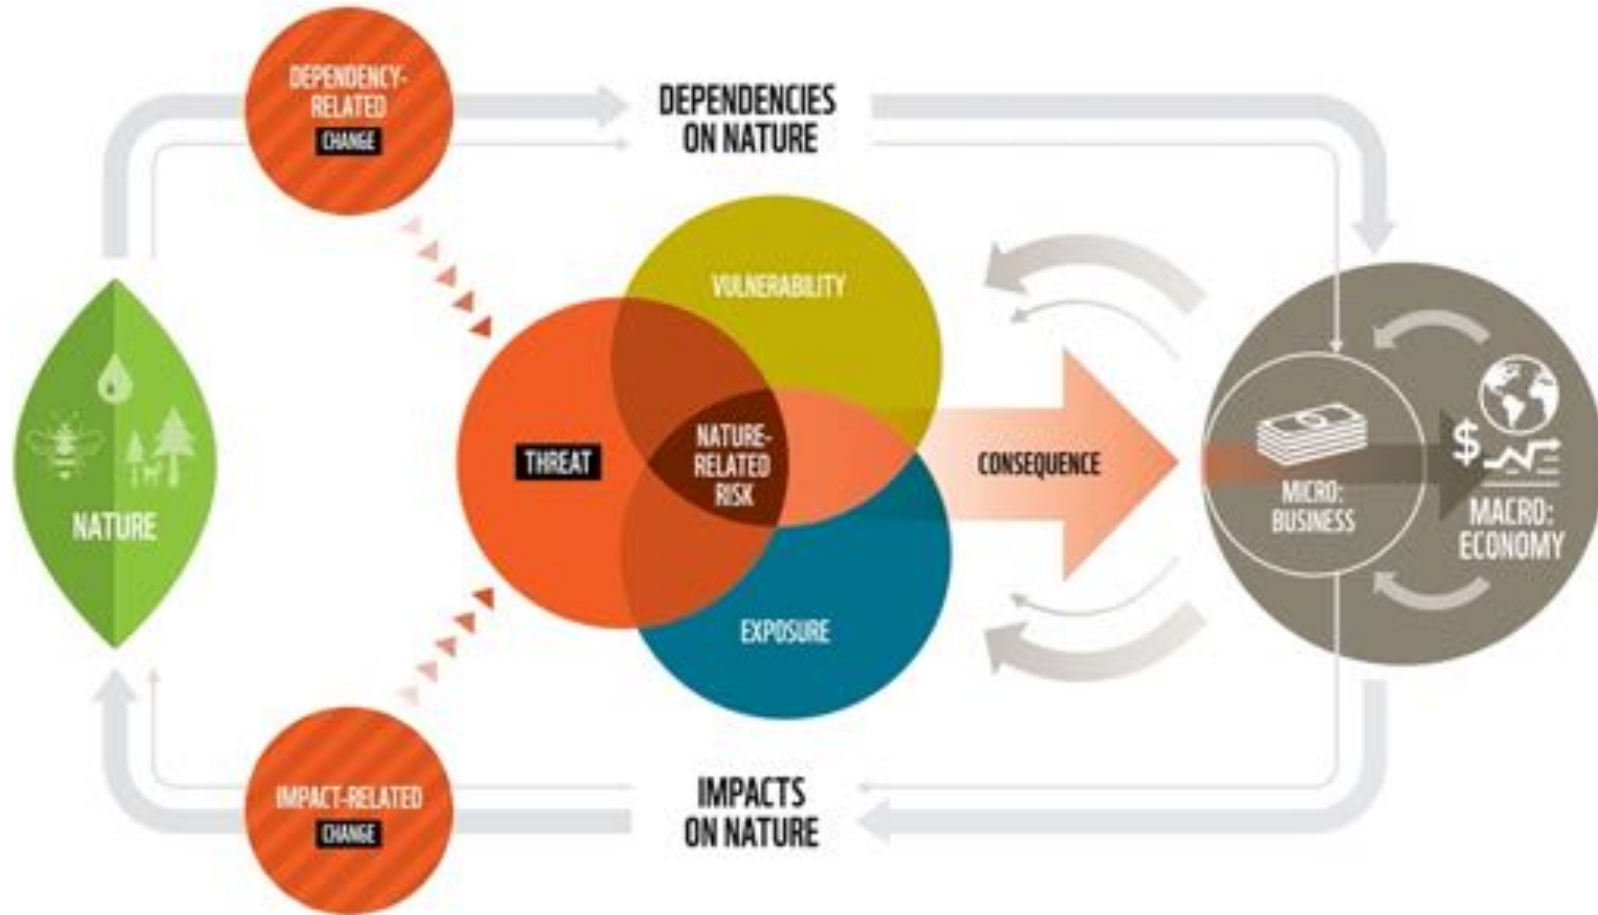 DEPENDENCY-
RELATED
CHANGE
DEPENDENCIES
ON NATURE
VULNERABILITY
THREAT
NATURE-
RELATED
RISK
CONSEQUENCE
EXPOSURE
NATURE
MICRO:
BUSINESS
$
MACRO:
ECONOMY
IMPACT-RELATED
CHANGE
IMPACTS
ON NATURE